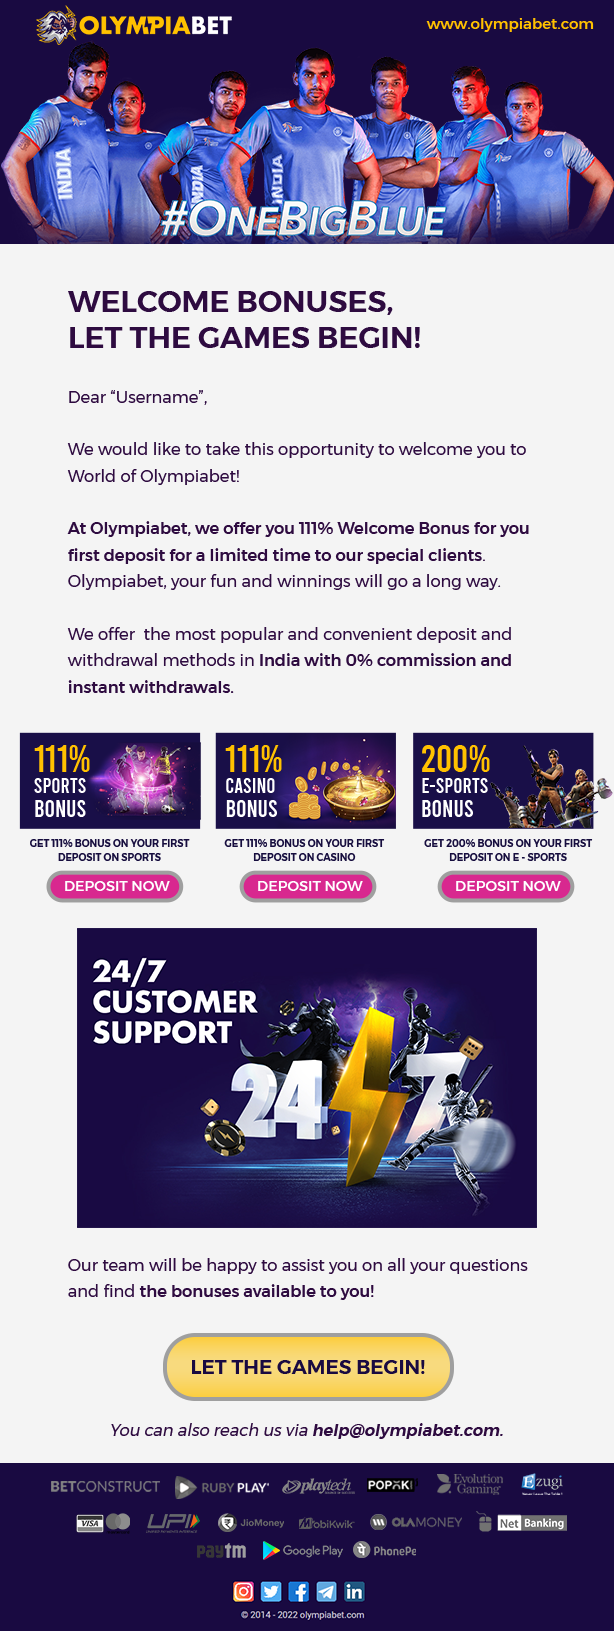 OLYMPIABET
www.olympiabet.com
INDIA
INDIA
INDIA
#ONEBIGBLUE
WELCOME BONUSES,
LET THE GAMES BEGIN!
Dear “Username”,
We would like to take this opportunity to welcome you to
World of Olympiabet!
At Olympiabet, we offer you 111% Welcome Bonus for you
first deposit for a limited time to our special clients.
Olympiabet, your fun and winnings will go a long way.
We offer the most popular and convenient deposit and
withdrawal methods in India with 0% commission and
instant withdrawals.
111%
SPORTS
BONUS
GET 111% BONUS ON YOUR FIRST
DEPOSIT ON SPORTS
DEPOSIT NOW
111%
CASINO
BONUS
GET 111% BONUS ON YOUR FIRST
DEPOSIT ON CASINO
DEPOSIT NOW
200%
E-SPORTS
BONUS
GET 200% BONUS ON YOUR FIRST
DEPOSIT ON E - SPORTS
DEPOSIT NOW
24/7
CUSTOMER
SUPPORT
24 7
Our team will be happy to assist you on all your questions
and find the bonuses available to you!
LET THE GAMES BEGIN!
You can also reach us via help@olympiabet.com.
BETCONSTRUCT RUBY PLAY playtech POPOKI Evolution Gaming Ezugi
VISA UPI JioMoney MobiKwik OLAMONEY Net Banking
paytm Google Play PhonePe
© 2014 - 2022 olympiabet.com